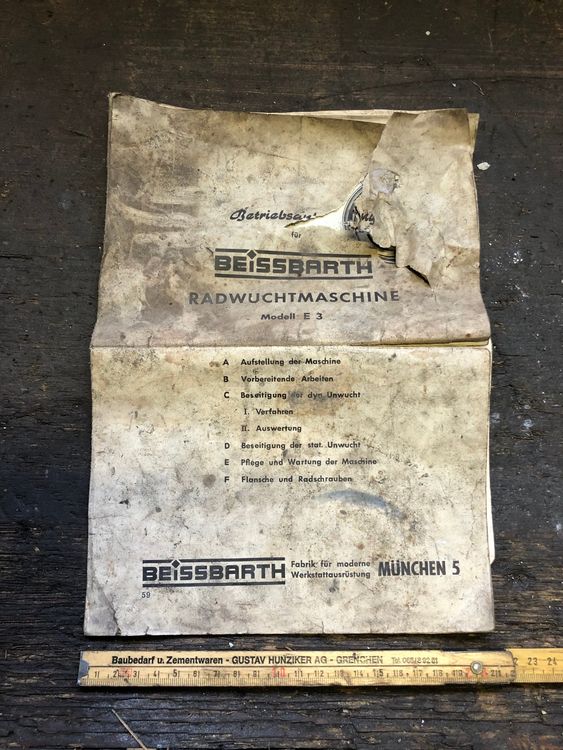 für
BEISSBARTH
RADWUCHTMASCHINE
Modell E 3
A Aufstellung der Maschine
B Vorbereitende Arbeiten
C Beseitigung der dyn. Unwucht
I. Verfahren
II. Auswertung
D Beseitigung der stat. Unwucht
E Pflege und Wartung der Maschine
F Flansche und Radschrauben
BEISSBARTH Fabrik für moderne Werkstattausrüstung MÜNCHEN 5
59
Baubedarf u. Zementwaren - GUSTAV HUNZIKER AG - GRENCHEN
23 24